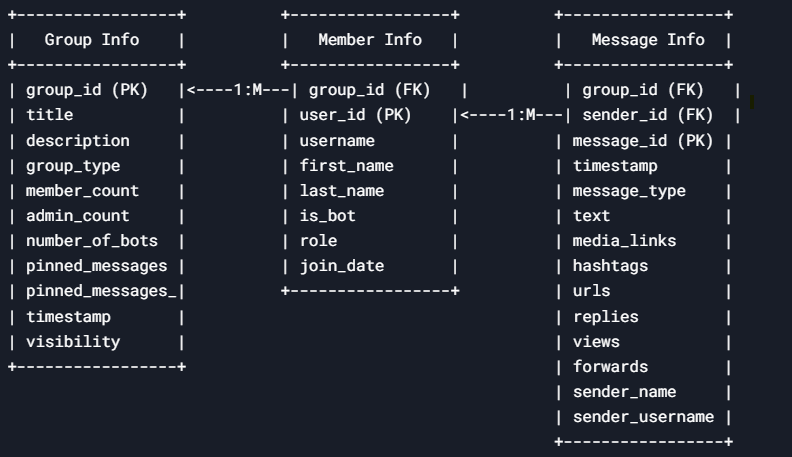 +-----------------+          +-----------------+          +-----------------+
|   Group Info    |          |   Member Info   |          |   Message Info  |
+-----------------+          +-----------------+          +-----------------+
| group_id (PK)   |<----1:M---| group_id (FK)   |          | group_id (FK)   |
| title           |          | user_id (PK)    |<----1:M---| sender_id (FK)  |
| description     |          | username        |          | message_id (PK) |
| group_type      |          | first_name      |          | timestamp       |
| member_count    |          | last_name       |          | message_type    |
| admin_count     |          | is_bot          |          | text            |
| number_of_bots  |          | role            |          | media_links     |
| pinned_messages |          | join_date       |          | hashtags        |
| pinned_messages_|          +-----------------+          | urls            |
| timestamp       |                                       | replies         |
| visibility      |                                       | views           |
+-----------------+                                       | forwards        |
                                                          | sender_name     |
                                                          | sender_username |
                                                          +-----------------+